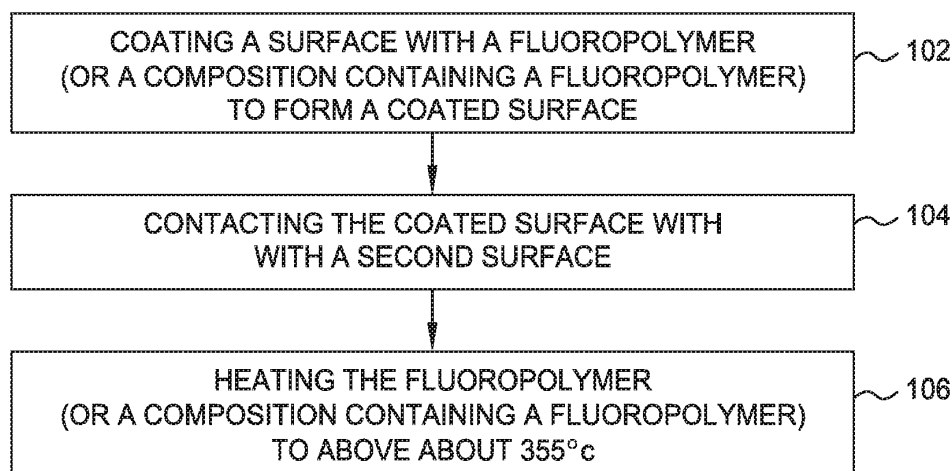 COATING A SURFACE WITH A FLUOROPOLYMER
(OR A COMPOSITION CONTAINING A FLUOROPOLYMER)
TO FORM A COATED SURFACE
102
CONTACTING THE COATED SURFACE WITH
WITH A SECOND SURFACE
104
HEATING THE FLUOROPOLYMER
(OR A COMPOSITION CONTAINING A FLUOROPOLYMER)
TO ABOVE ABOUT 355°c
106